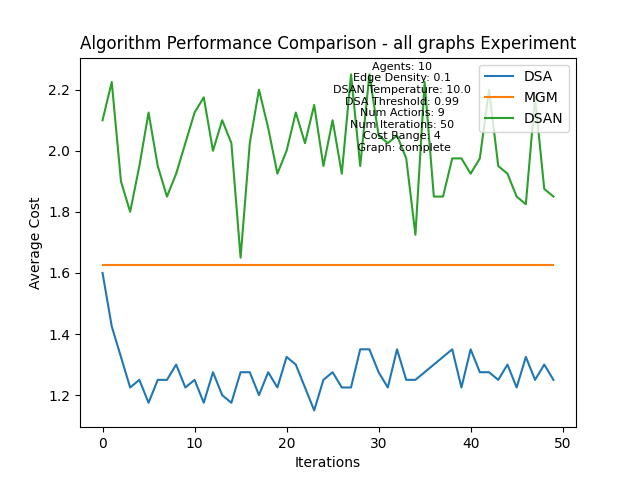 Algorithm Performance Comparison - all graphs Experiment
Agents: 10
Edge Density: 0.1
DSAN Temperature: 10.0
DSA Threshold: 0.99
Num Actions: 9
Num Iterations: 50
Cost Range: 4
Graph: complete
DSA
MGM
DSAN
Average Cost
2.2
2.0
1.8
1.6
1.4
1.2
0
10
20
30
40
50
Iterations